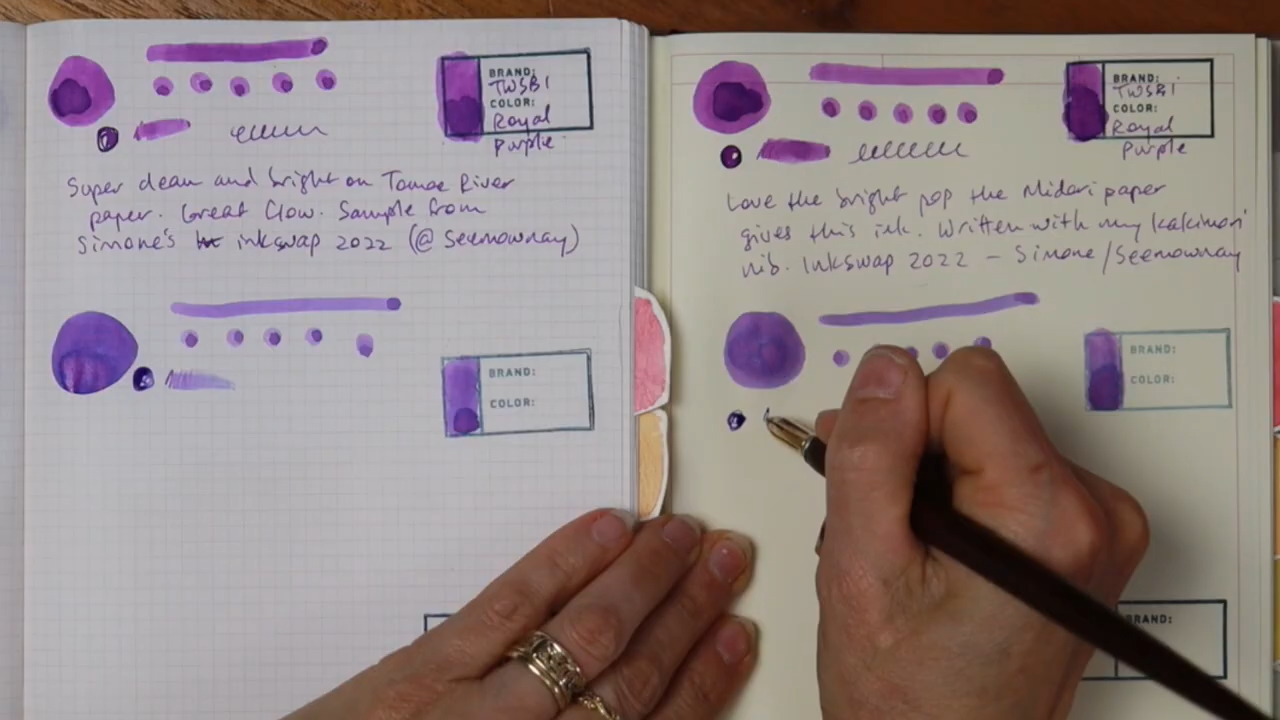 BRAND:
TWSBI
COLOR:
Royal
Purple
Super clean and bright on Tomoe River
paper. Great flow. Sample from
Simone's inkswap 2022 (@Seemownay)
BRAND:
COLOR:
BRAND:
TWSBI
COLOR:
Royal
Purple
Love the bright pop the Midori paper
gives this ink. Written with my Kakimori
nib. Inkswap 2022 – Simone/Seemownay
BRAND:
COLOR:
BRAND: